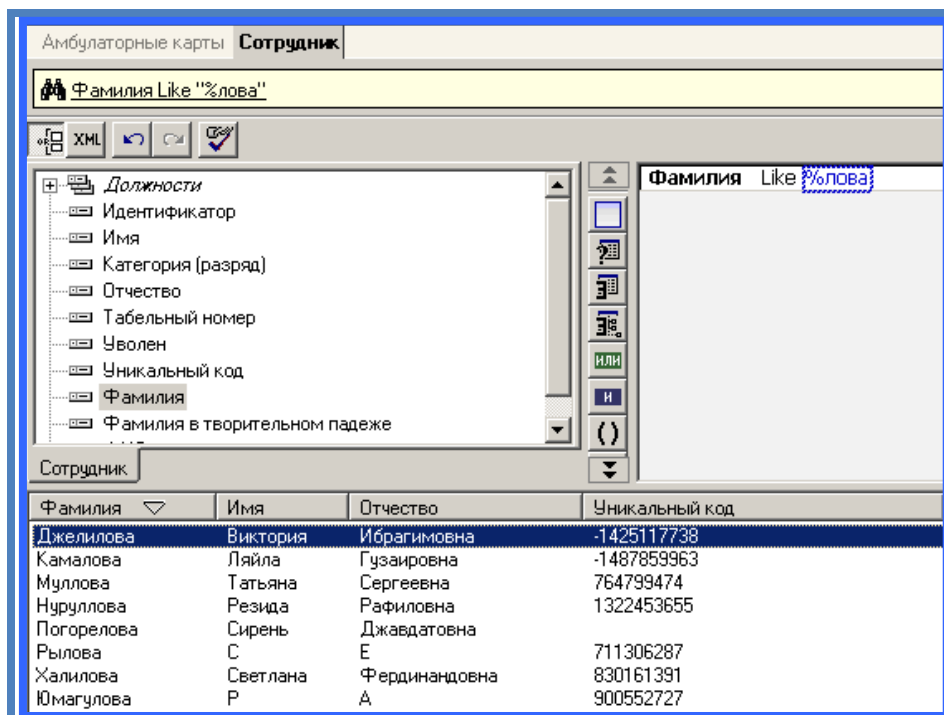 Амбулаторные карты Сотрудник
Фамилия Like "%лова"
XML
Должности
Идентификатор
Имя
Категория (разряд)
Отчество
Табельный номер
Уволен
Уникальный код
Фамилия
Фамилия в творительном падеже
Сотрудник
ИЛИ
И
()
Фамилия Like %лова
Фамилия Имя Отчество Уникальный код
Джелилова Виктория Ибрагимовна -1425117738
Камалова Ляйла Гузаировна -1487859963
Муллова Татьяна Сергеевна 764799474
Нуруллова Резида Рафиловна 1322453655
Погорелова Сирень Джавдатовна
Рылова С Е 711306287
Халилова Светлана Фердинандовна 830161391
Юмагулова Р А 900552727